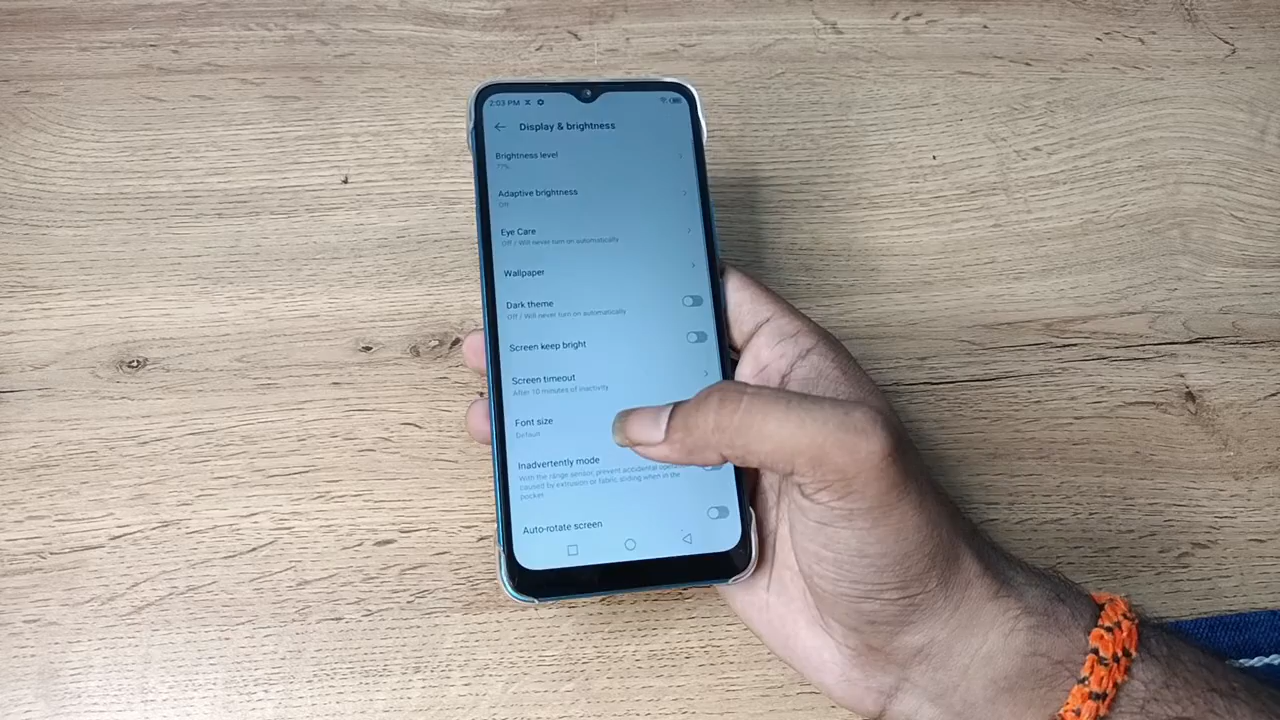 2:03 PM
Display & brightness
Brightness level
77%
Adaptive brightness
Off
Eye Care
Off / Will never turn on automatically
Wallpaper
Dark theme
Off / Will never turn on automatically
Screen keep bright
Screen timeout
After 10 minutes of inactivity
Font size
Default
Inadvertently mode
With the range sensor, prevent accidental
caused by extrusion or fabric, sliding when in the
pocket
Auto-rotate screen